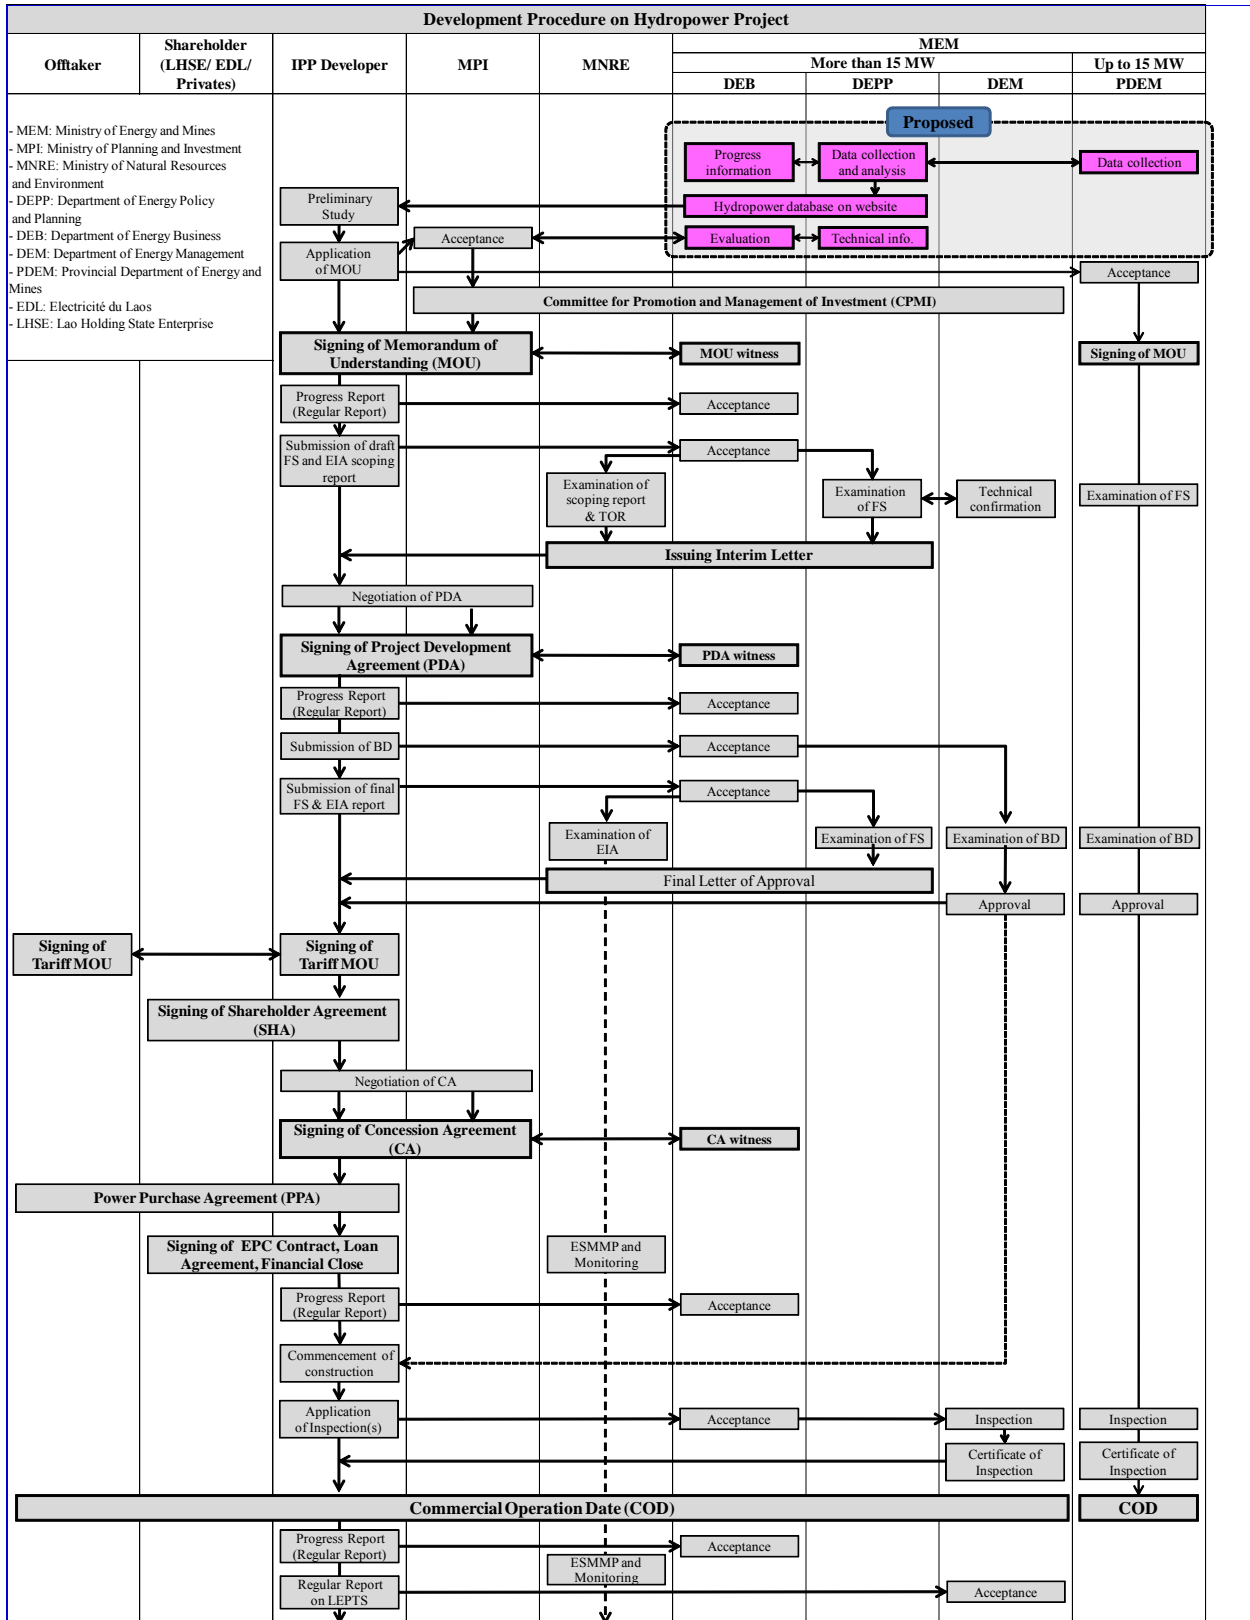 Development Procedure on Hydropower Project
Offtaker
Shareholder
(LHSE/ EDL/
Privates)
IPP Developer
MPI
MNRE
MEM
More than 15 MW
Up to 15 MW
DEB
DEPP
DEM
PDEM
- MEM: Ministry of Energy and Mines
- MPI: Ministry of Planning and Investment
- MNRE: Ministry of Natural Resources
and Environment
- DEPP: Department of Energy Policy
and Planning
- DEB: Department of Energy Business
- DEM: Department of Energy Management
- PDEM: Provincial Department of Energy and
Mines
- EDL: Electricité du Laos
- LHSE: Lao Holding State Enterprise
Proposed
Progress
information
Data collection
and analysis
Data collection
Preliminary
Study
Hydropower database on website
Acceptance
Evaluation
Technical info.
Application
of MOU
Acceptance
Committee for Promotion and Management of Investment (CPMI)
Signing of Memorandum of
Understanding (MOU)
MOU witness
Signing of MOU
Progress Report
(Regular Report)
Acceptance
Submission of draft
FS and EIA scoping
report
Acceptance
Examination of
scoping report
& TOR
Examination
of FS
Technical
confirmation
Examination of FS
Issuing Interim Letter
Negotiation of PDA
Signing of Project Development
Agreement (PDA)
PDA witness
Progress Report
(Regular Report)
Acceptance
Submission of BD
Acceptance
Submission of final
FS & EIA report
Acceptance
Examination of
EIA
Examination of FS
Examination of BD
Examination of BD
Final Letter of Approval
Approval
Approval
Signing of
Tariff MOU
Signing of
Tariff MOU
Signing of Shareholder Agreement
(SHA)
Negotiation of CA
Signing of Concession Agreement
(CA)
CA witness
Power Purchase Agreement (PPA)
Signing of EPC Contract, Loan
Agreement, Financial Close
ESMMP and
Monitoring
Progress Report
(Regular Report)
Acceptance
Commencement of
construction
Application
of Inspection(s)
Acceptance
Inspection
Inspection
Certificate of
Inspection
Certificate of
Inspection
Commercial Operation Date (COD)
COD
Progress Report
(Regular Report)
Acceptance
ESMMP and
Monitoring
Regular Report
on LEPTS
Acceptance